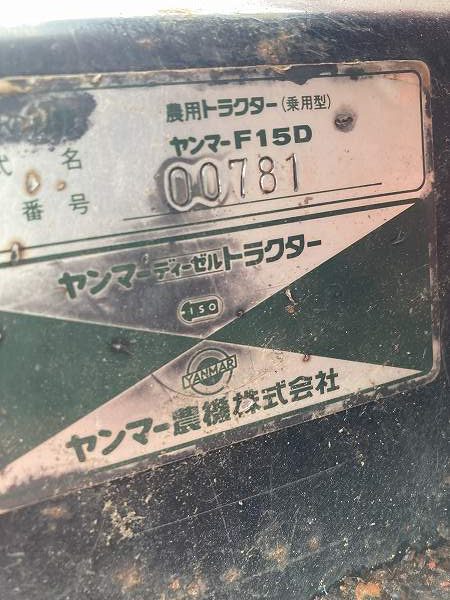 農用トラクター(乗用型)
名 ヤンマーF15D
番号 00781
ヤンマーディーゼルトラクター
ISO
YANMAR
ヤンマー農機株式会社